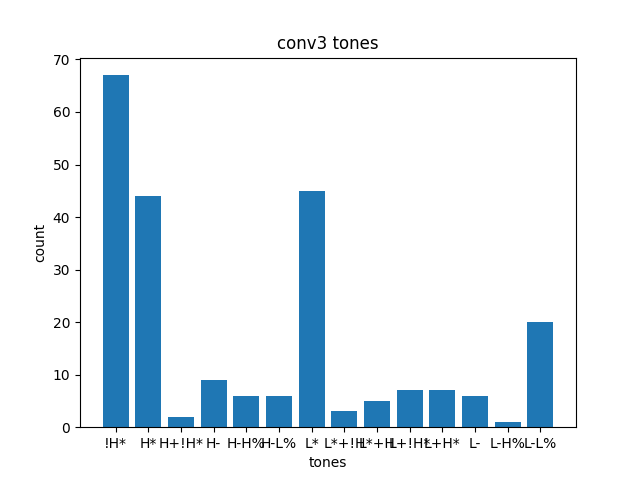 conv3 tones
70
60
50
40
30
20
10
0
count
!H* H* H+!H* H- H-H% H-L% L* L*+!H L*+H L+!H* L+H* L- L-H% L-L%
tones